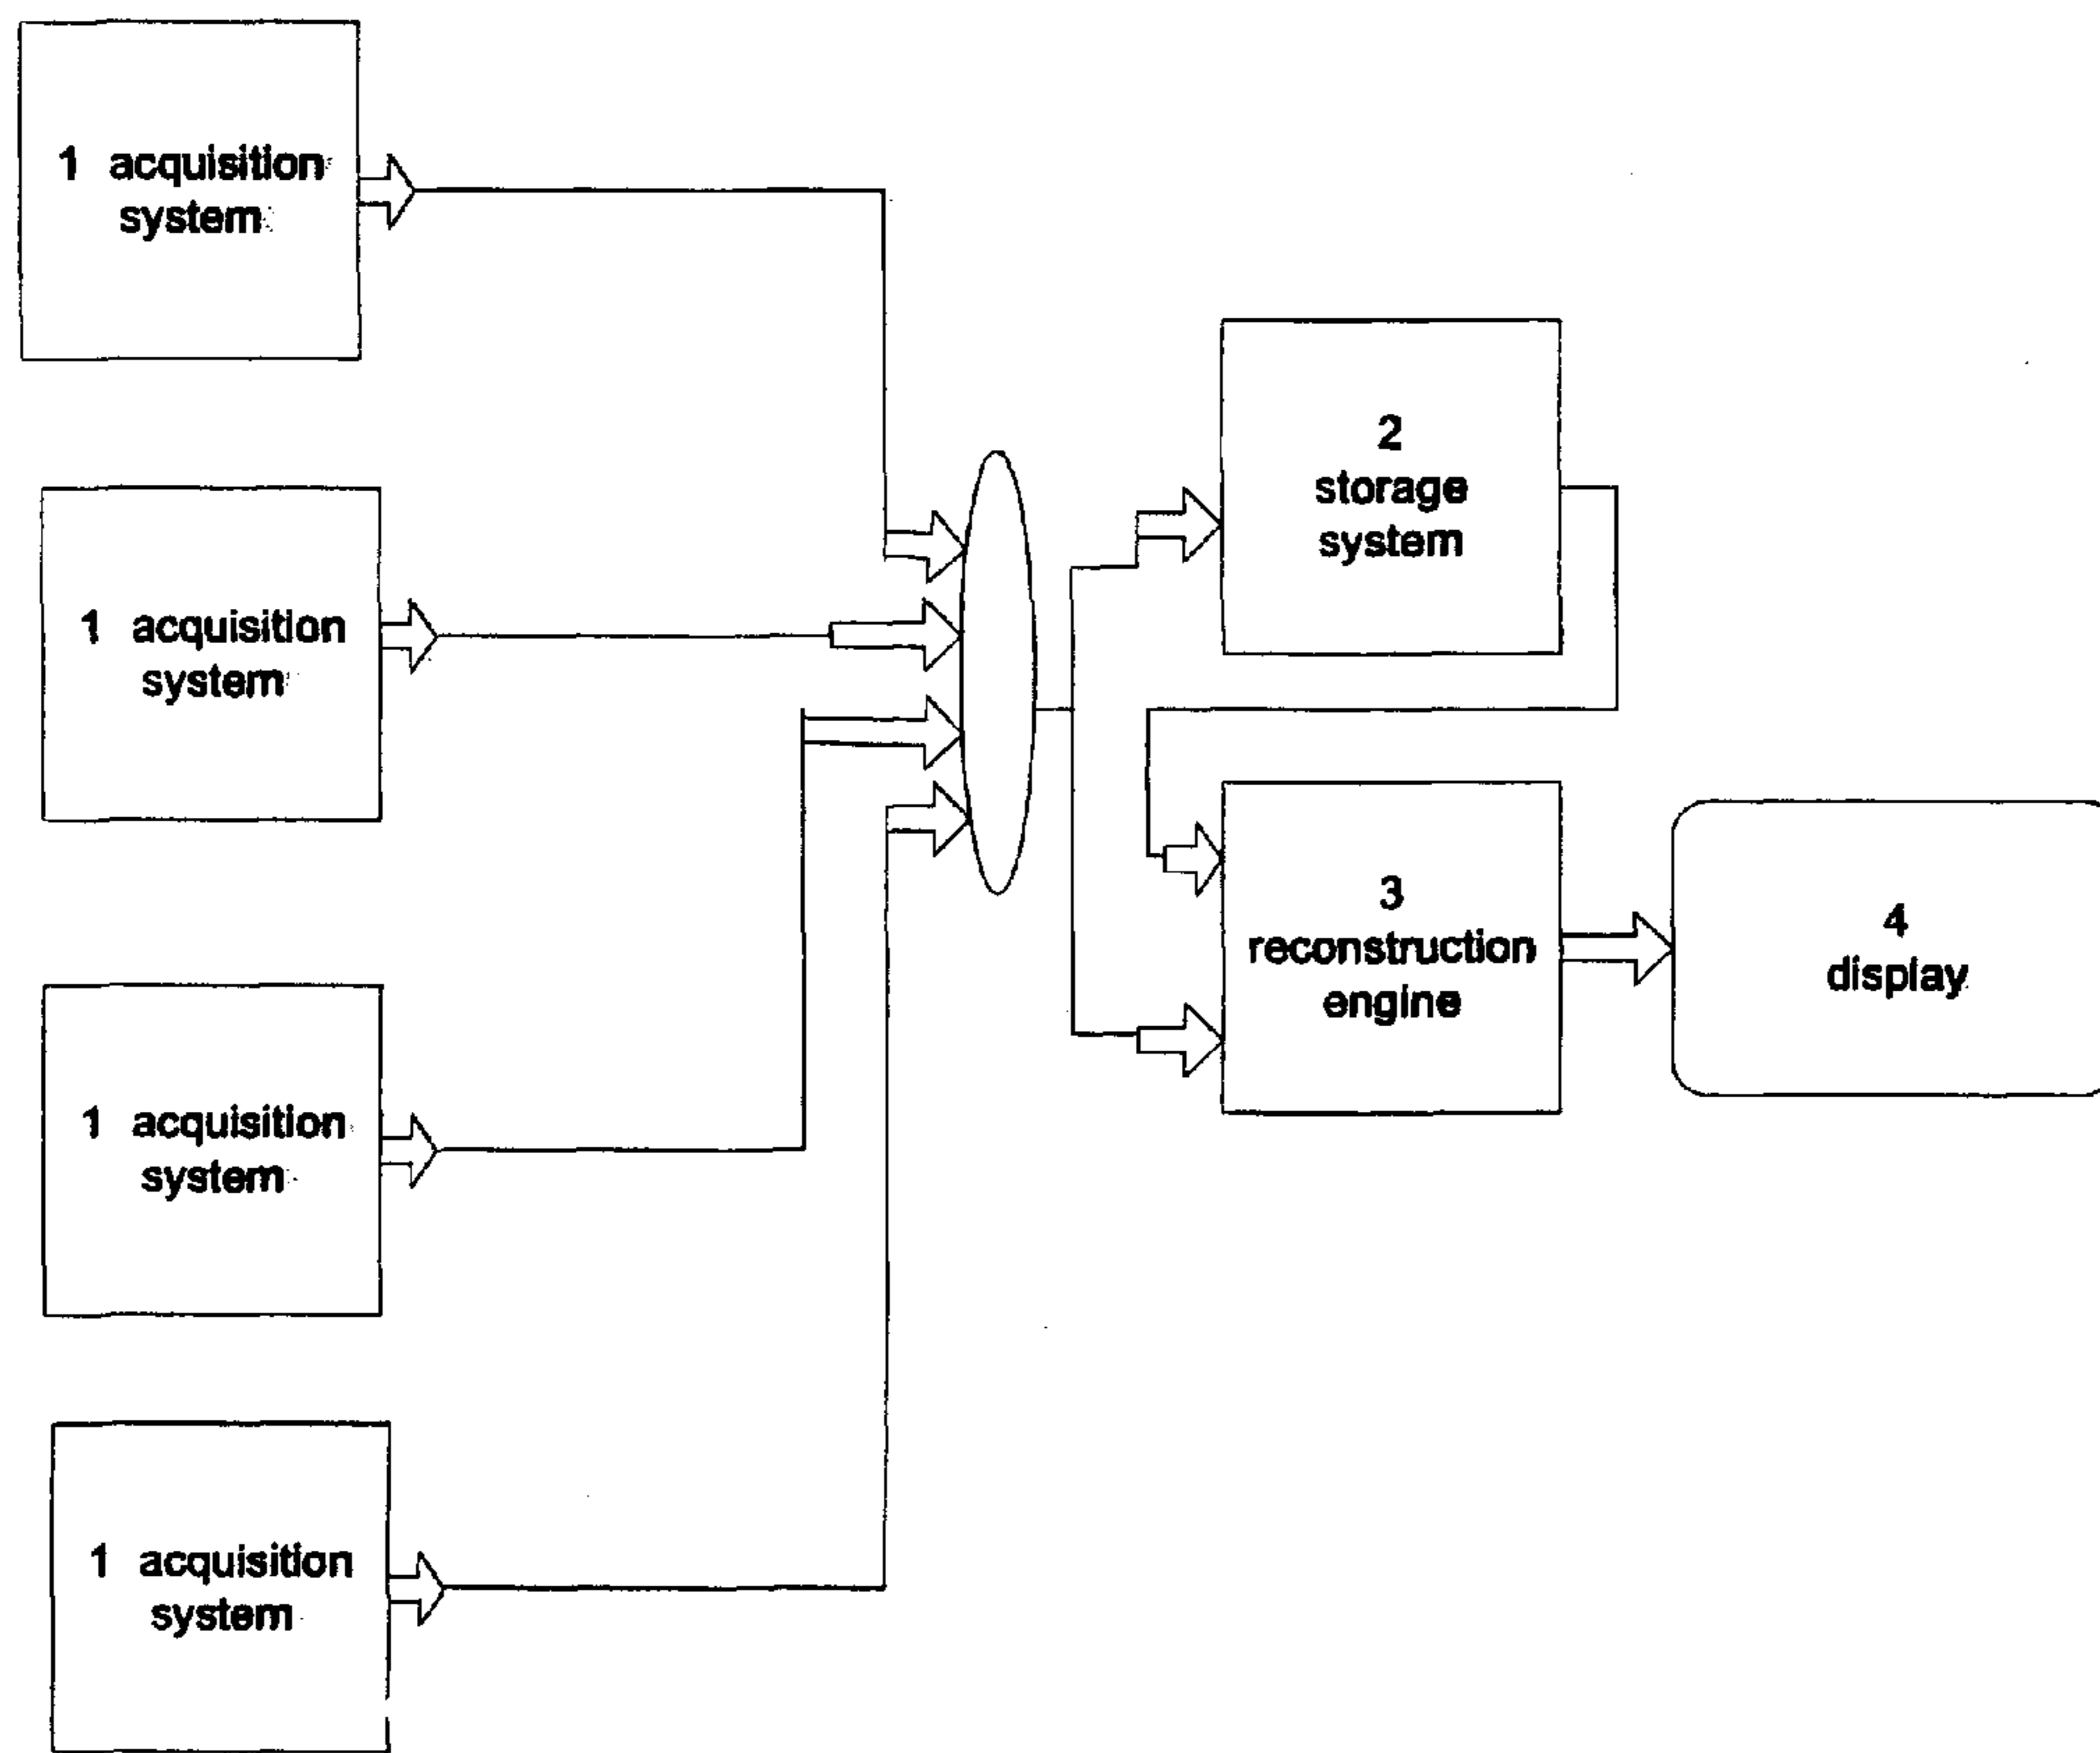 1 acquisition
system
1 acquisition
system
1 acquisition
system
1 acquisition
system
2
storage
system
3
reconstruction
engine
4
display